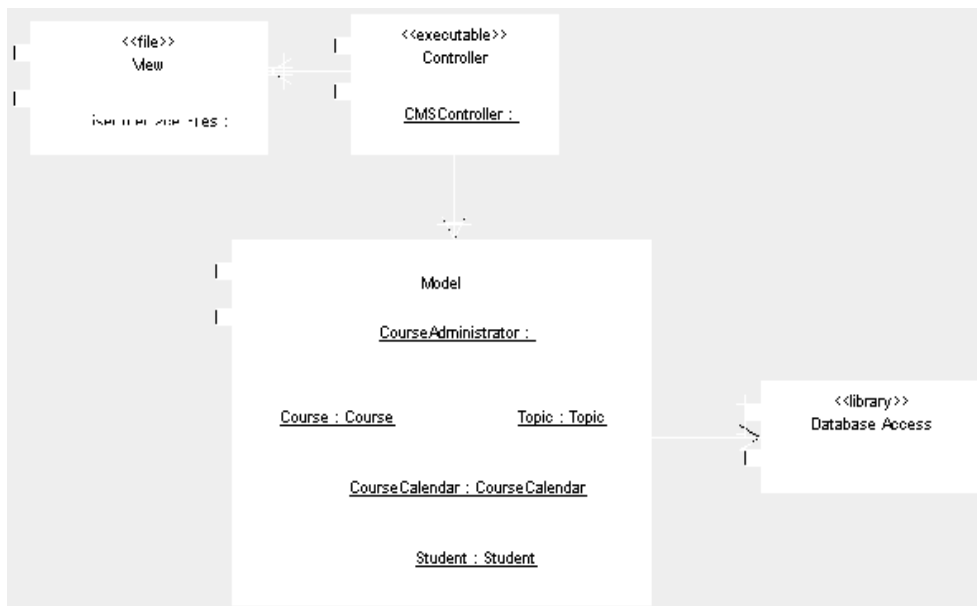 <<file>>
View
<<executable>>
Controller
CMSController :
Model
CourseAdministrator :
Course : Course
Topic : Topic
CourseCalendar : CourseCalendar
Student : Student
<<library>>
Database Access